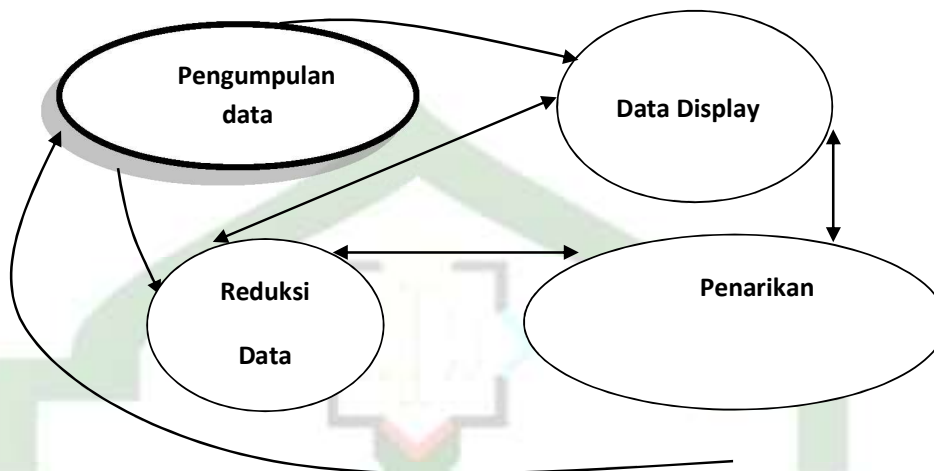 Pengumpulan
data
Data Display
Reduksi
Data
Penarikan